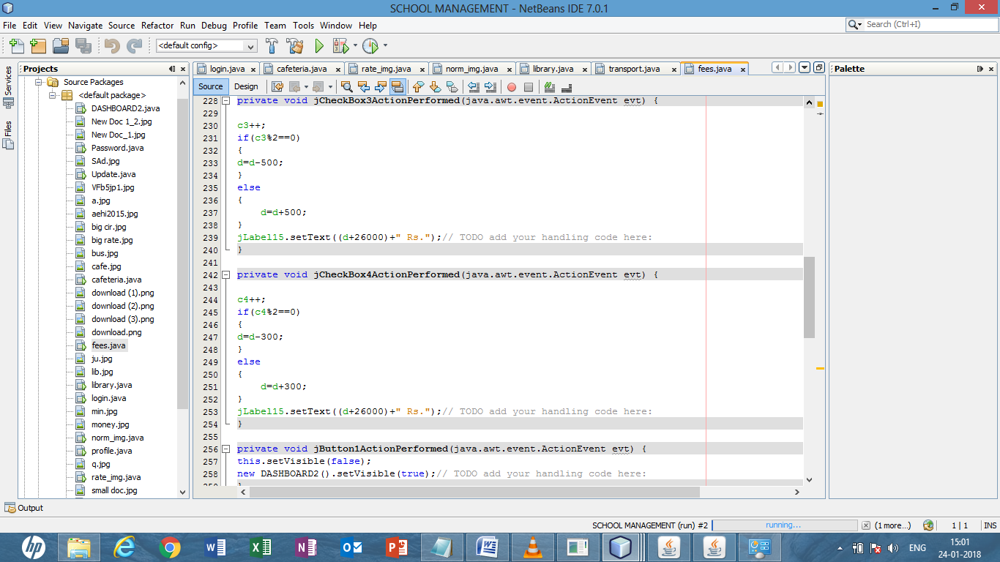 SCHOOL MANAGEMENT - NetBeans IDE 7.0.1
File Edit View Navigate Source Refactor Run Debug Profile Team Tools Window Help
Search (Ctrl+I)
<default config>
Services
Files
Projects
Source Packages
<default package>
DASHBOARD2.java
New Doc 1_2.jpg
New Doc_1.jpg
Password.java
SAd.jpg
Update.java
VFb5jp1.jpg
a.jpg
aehi2015.jpg
big cir.jpg
big rate.jpg
bus.jpg
cafe.jpg
cafeteria.java
download (1).png
download (2).png
download (3).png
download.png
fees.java
ju.jpg
lib.jpg
library.java
login.java
min.jpg
money.jpg
norm_img.java
profile.java
q.jpg
rate_img.java
small doc.jpg
login.java cafeteria.java rate_img.java norm_img.java library.java transport.java fees.java
Source Design
228 private void jCheckBox3ActionPerformed(java.awt.event.ActionEvent evt) {
229
230 c3++;
231 if(c3%2==0)
232 {
233 d=d-500;
234 }
235 else
236 {
237 d=d+500;
238 }
239 jLabel15.setText((d+26000)+" Rs.");// TODO add your handling code here:
240 }
241
242 private void jCheckBox4ActionPerformed(java.awt.event.ActionEvent evt) {
243
244 c4++;
245 if(c4%2==0)
246 {
247 d=d-300;
248 }
249 else
250 {
251 d=d+300;
252 }
253 jLabel15.setText((d+26000)+" Rs.");// TODO add your handling code here:
254 }
255
256 private void jButton1ActionPerformed(java.awt.event.ActionEvent evt) {
257 this.setVisible(false);
258 new DASHBOARD2().setVisible(true);// TODO add your handling code here:
Palette
Output
SCHOOL MANAGEMENT (run) #2 running... (1 more...) 1 | 1 INS
hp
ENG
15:01
24-01-2018